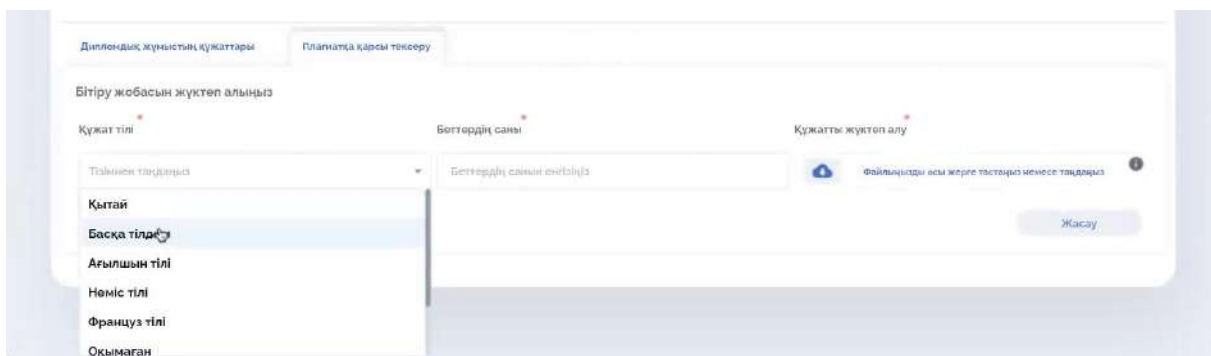 Дипломдық жұмыстың құжаттары Плагиатқа қарсы тексеру
Бітіру жобасын жүктеп алыңыз
Құжат тілі * Беттердің саны * Құжатты жүктеп алу *
Тізімнен таңдаңыз Беттердің санын енгізіңіз Файлыңызды осы жерге тастаңыз немесе таңдаңыз
Қытай
Басқа тілде
Жасау
Ағылшын тілі
Неміс тілі
Француз тілі
Оқымаған